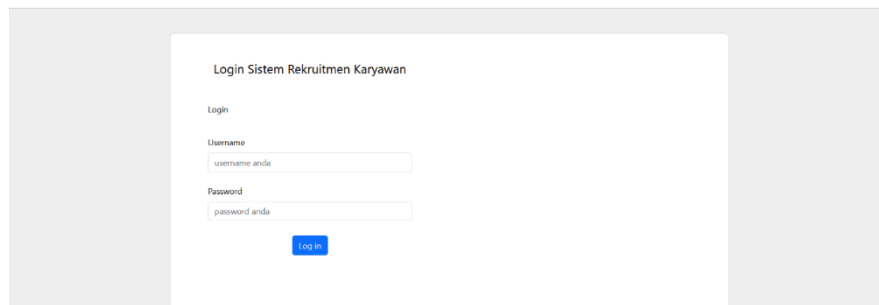 Login Sistem Rekruitmen Karyawan
Login
Username
username anda
Password
password anda
Log in